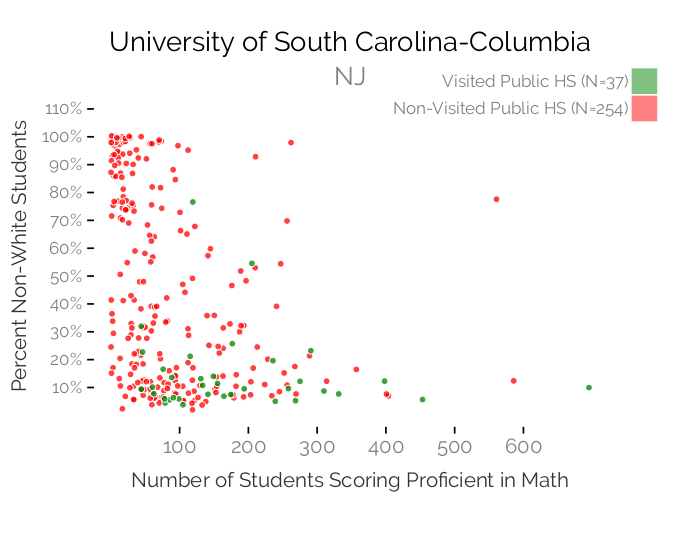 University of South Carolina-Columbia
NJ
Visited Public HS (N=37)
Non-Visited Public HS (N=254)
Percent Non-White Students
110%
100%
90%
80%
70%
60%
50%
40%
30%
20%
10%
100 200 300 400 500 600
Number of Students Scoring Proficient in Math